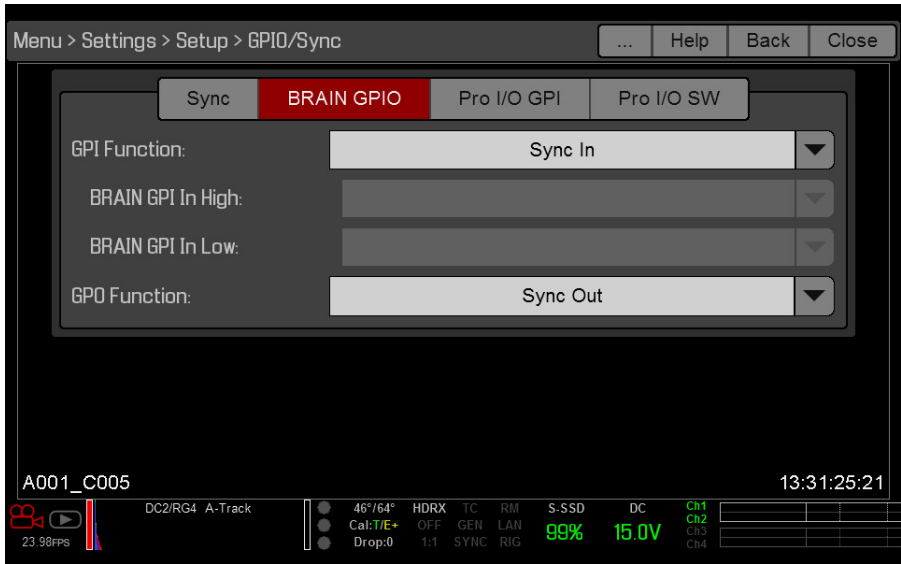 Menu > Settings > Setup > GPIO/Sync ... Help Back Close
Sync BRAIN GPIO Pro I/O GPI Pro I/O SW
GPI Function: Sync In
BRAIN GPI In High:
BRAIN GPI In Low:
GPO Function: Sync Out
A001_C005 13:31:25:21
DC2/RG4 A-Track 46°/64° HDRX TC RM S-SSD DC Ch1
Cal:T/E+ OFF GEN LAN 99% 15.0V Ch2
23.98FPS Drop:0 1:1 SYNC RIG Ch3
Ch4